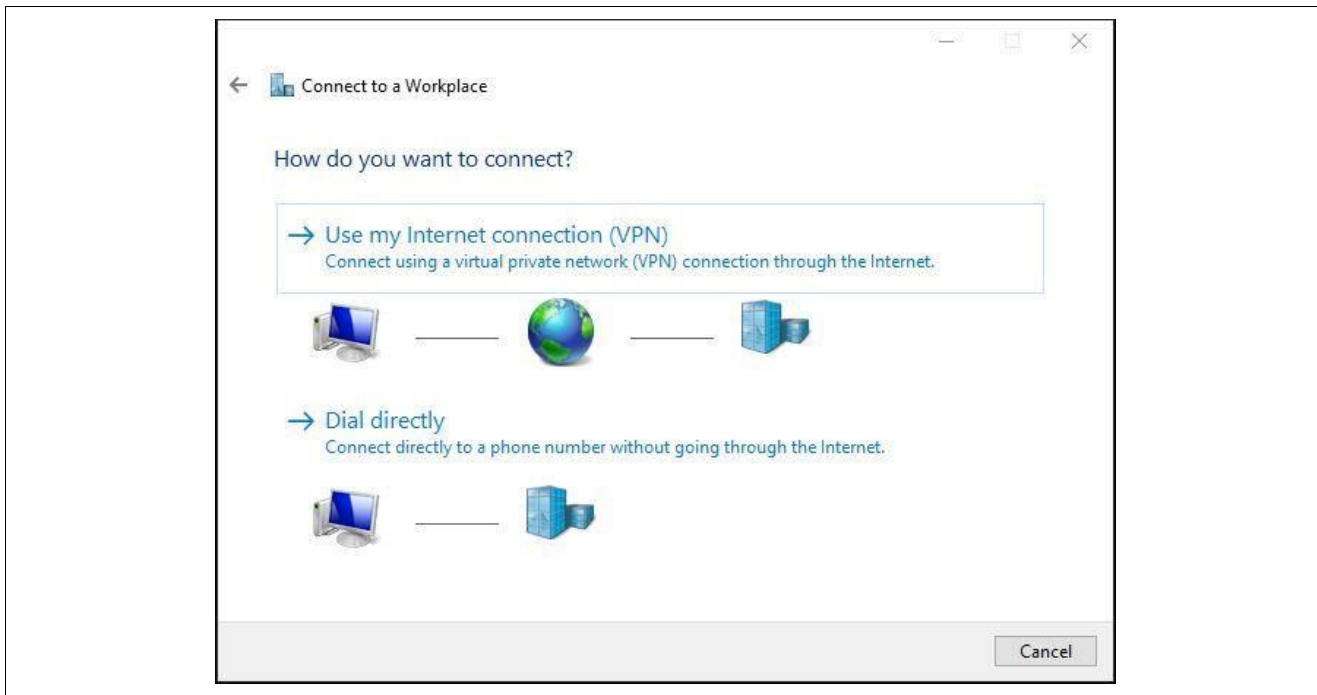 Connect to a Workplace
How do you want to connect?
Use my Internet connection (VPN)
Connect using a virtual private network (VPN) connection through the Internet.
Dial directly
Connect directly to a phone number without going through the Internet.
Cancel